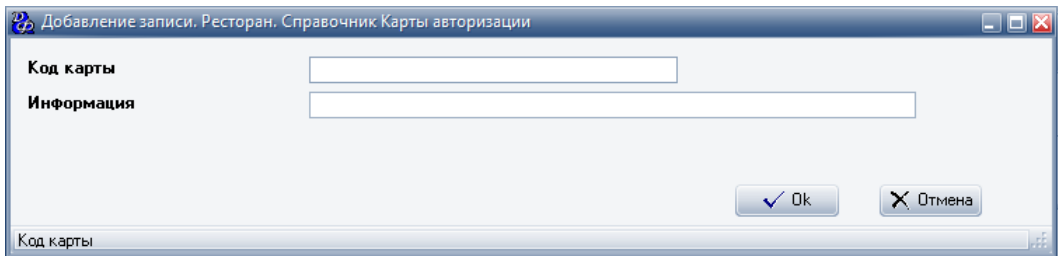 Добавление записи. Ресторан. Справочник Карты авторизации
Код карты
Информация
Ok
Отмена
Код карты